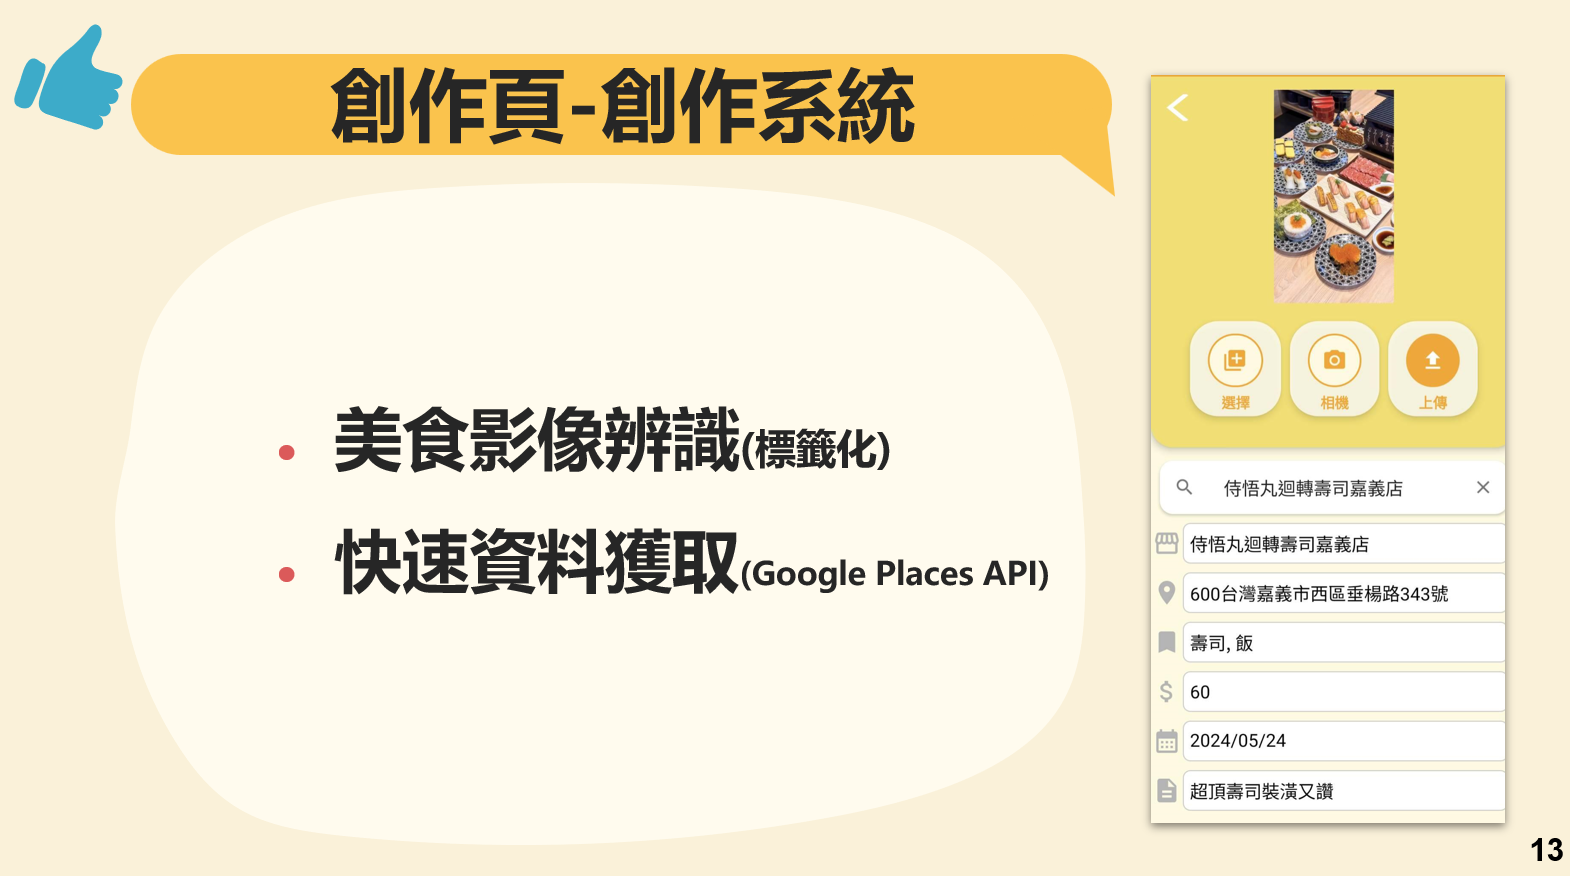 創作頁-創作系統
美食影像辨識(標籤化)
快速資料獲取(Google Places API)
選擇
相機
上傳
侍悟丸迴轉壽司嘉義店
侍悟丸迴轉壽司嘉義店
600台灣嘉義市西區垂楊路343號
壽司, 飯
60
2024/05/24
超頂壽司裝潢又讚
13